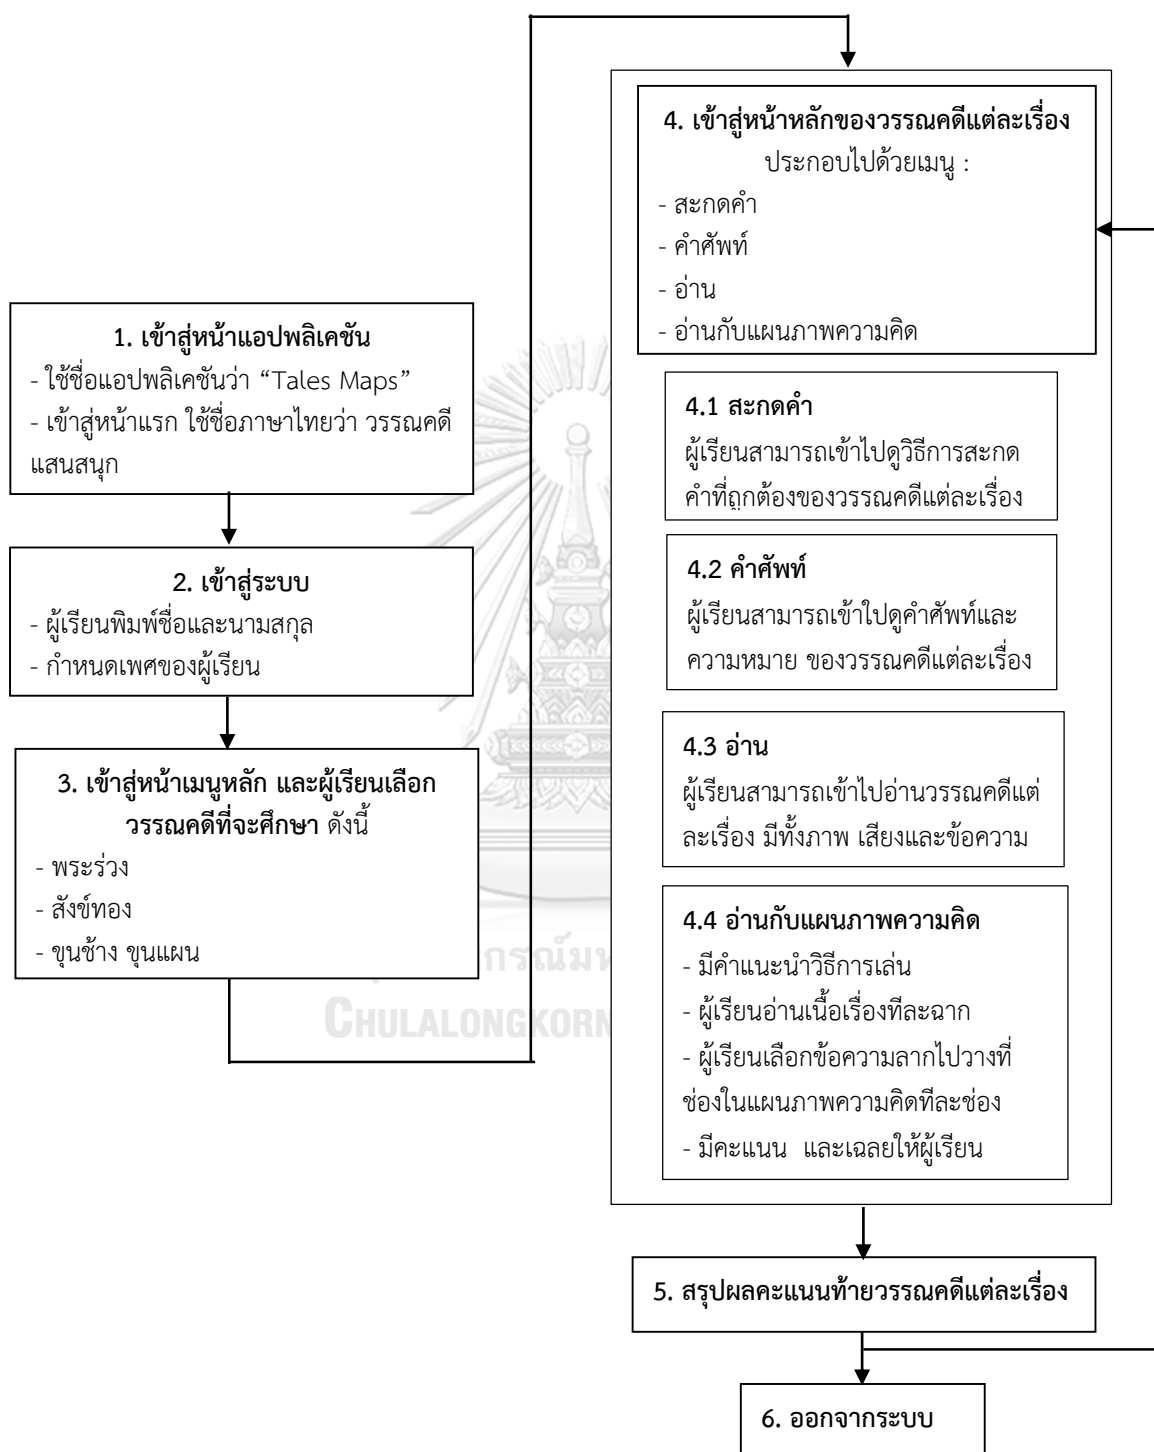 1. เข้าสู่หน้าแอปพลิเคชัน
- ใช้ชื่อแอปพลิเคชันว่า “Tales Maps”
- เข้าสู่หน้าแรก ใช้ชื่อภาษาไทยว่า วรรณคดี
แสนสนุก
2. เข้าสู่ระบบ
- ผู้เรียนพิมพ์ชื่อและนามสกุล
- กำหนดเพศของผู้เรียน
3. เข้าสู่หน้าเมนูหลัก และผู้เรียนเลือก
วรรณคดีที่จะศึกษา ดังนี้
- พระร่วง
- สังข์ทอง
- ขุนช้าง ขุนแผน
4. เข้าสู่หน้าหลักของวรรณคดีแต่ละเรื่อง
ประกอบไปด้วยเมนู :
- สะกดคำ
- คำศัพท์
- อ่าน
- อ่านกับแผนภาพความคิด
4.1 สะกดคำ
ผู้เรียนสามารถเข้าไปดูวิธีการสะกด
คำที่ถูกต้องของวรรณคดีแต่ละเรื่อง
4.2 คำศัพท์
ผู้เรียนสามารถเข้าใปดูคำศัพท์และ
ความหมาย ของวรรณคดีแต่ละเรื่อง
4.3 อ่าน
ผู้เรียนสามารถเข้าไปอ่านวรรณคดีแต่
ละเรื่อง มีทั้งภาพ เสียงและข้อความ
4.4 อ่านกับแผนภาพความคิด
- มีคำแนะนำวิธีการเล่น
- ผู้เรียนอ่านเนื้อเรื่องทีละฉาก
- ผู้เรียนเลือกข้อความลากไปวางที่
ช่องในแผนภาพความคิดทีละช่อง
- มีคะแนน และเฉลยให้ผู้เรียน
5. สรุปผลคะแนนท้ายวรรณคดีแต่ละเรื่อง
6. ออกจากระบบ
CHULALONGKORN